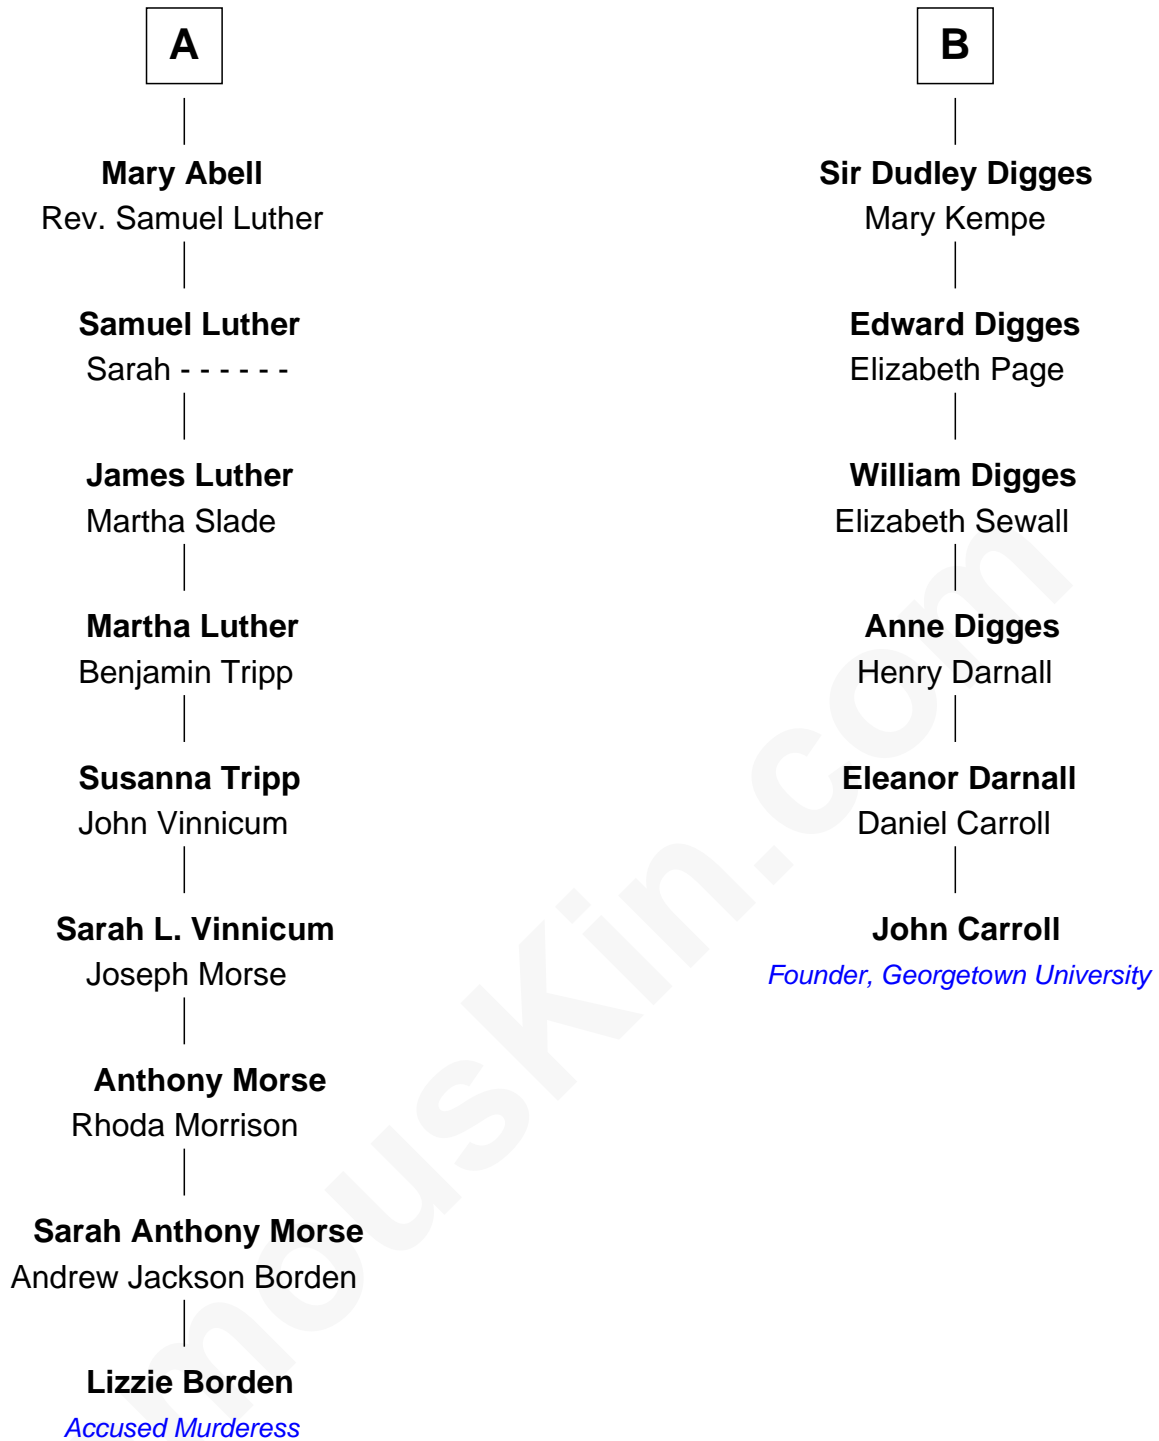 A
Mary Abell
Rev. Samuel Luther
Samuel Luther
Sarah - - - - - -
James Luther
Martha Slade
Martha Luther
Benjamin Tripp
Susanna Tripp
John Vinnicum
Sarah L. Vinnicum
Joseph Morse
Anthony Morse
Rhoda Morrison
Sarah Anthony Morse
Andrew Jackson Borden
Lizzie Borden
Accused Murderess
B
Sir Dudley Digges
Mary Kempe
Edward Digges
Elizabeth Page
William Digges
Elizabeth Sewall
Anne Digges
Henry Darnall
Eleanor Darnall
Daniel Carroll
John Carroll
Founder, Georgetown University
mousKin.com